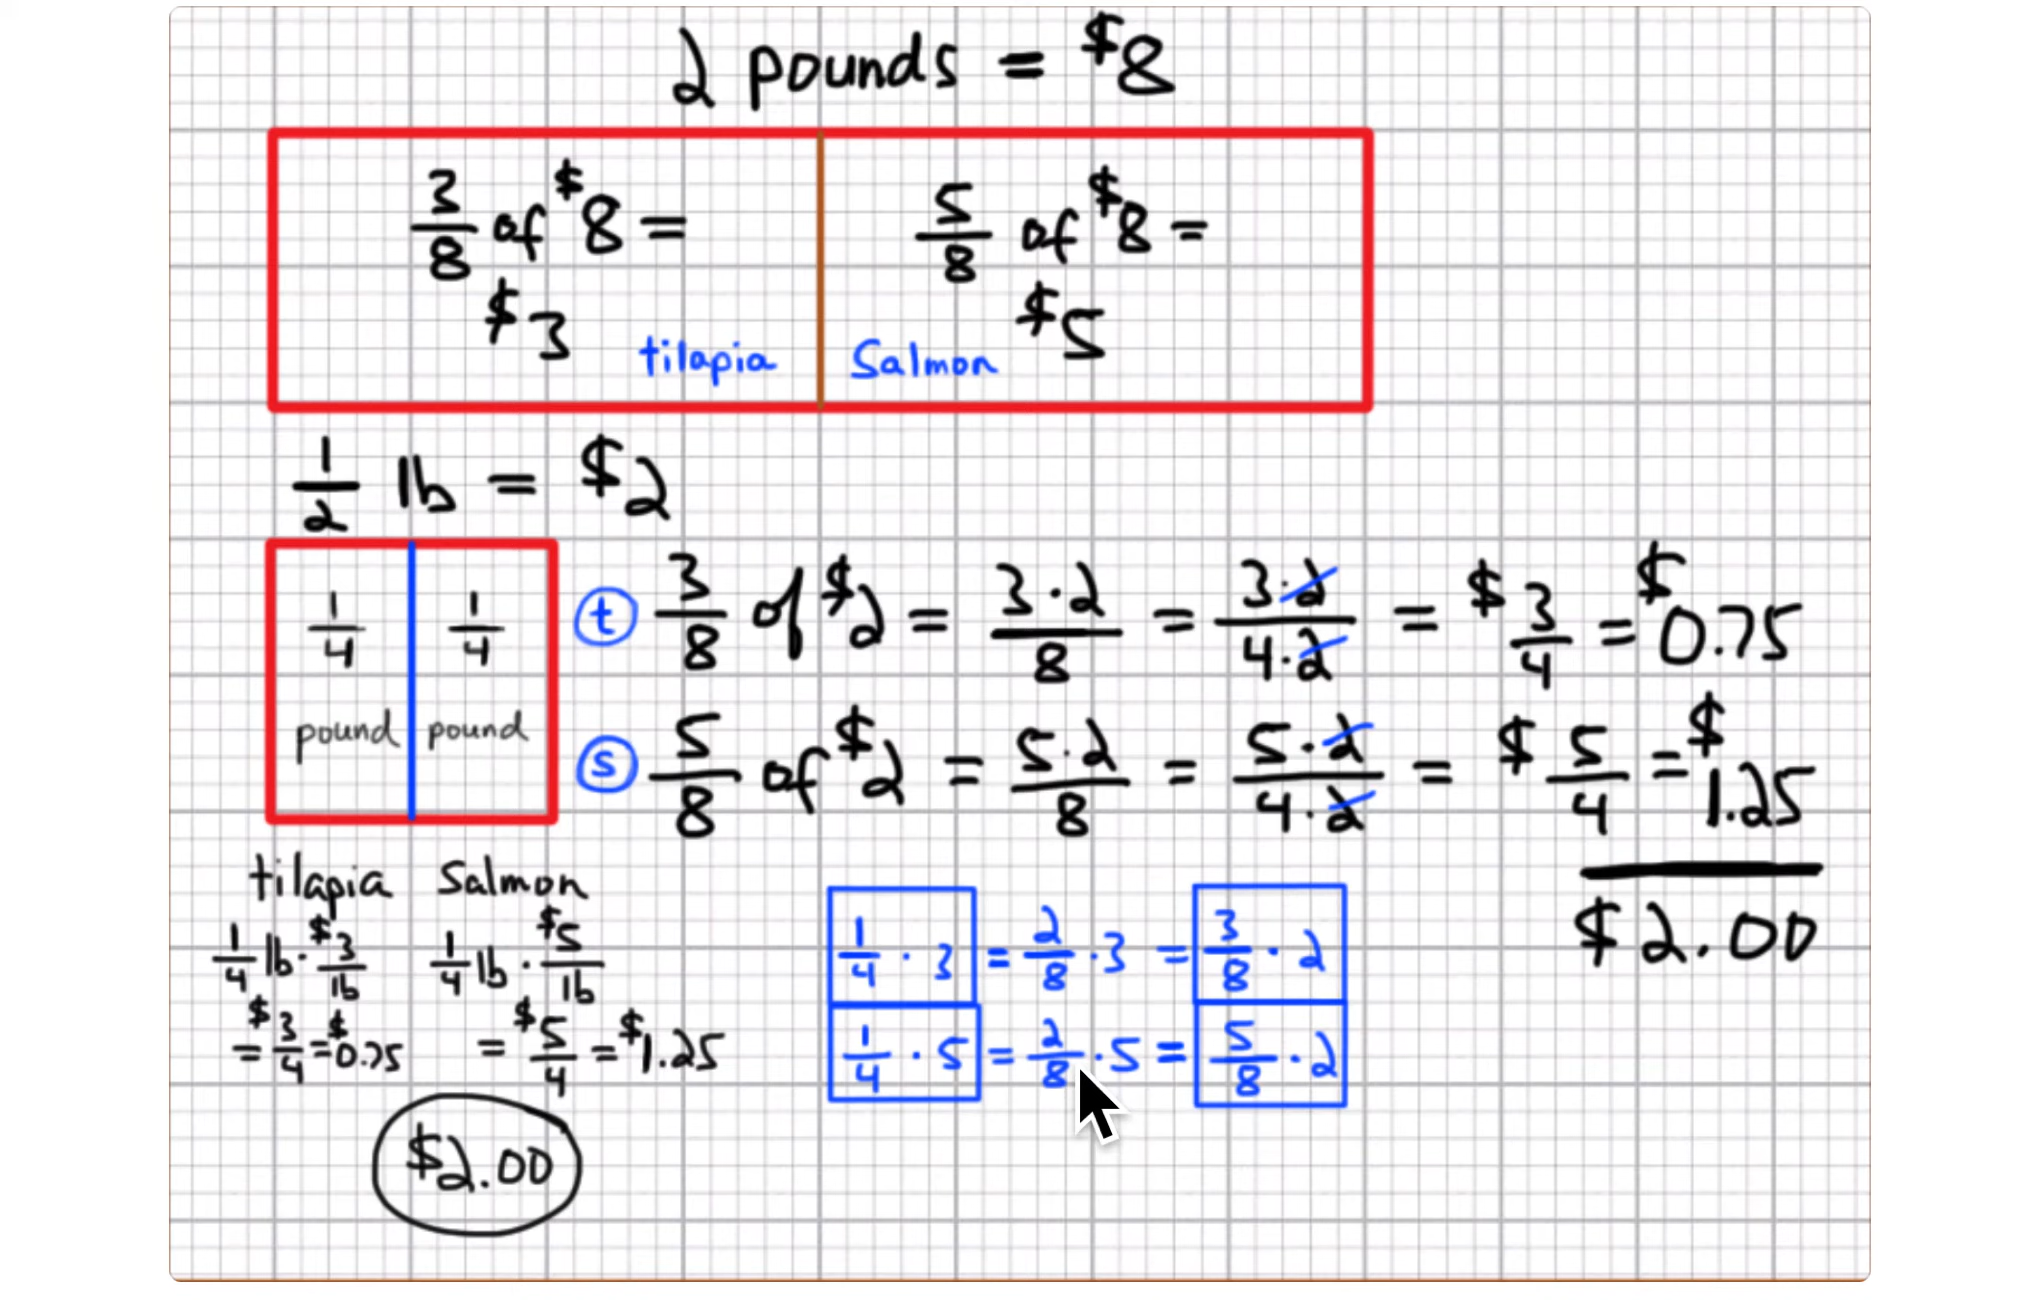 2 pounds = $8
3/8 of $8 =
$3
tilapia
5/8 of $8 =
$5
Salmon
1/2 lb = $2
1/4 pound
1/4 pound
t 3/8 of $2 = 3·2/8 = 3·2/4·2 = $3/4 = $0.75
s 5/8 of $2 = 5·2/8 = 5·2/4·2 = $5/4 = $1.25
$2.00
tilapia
1/4 lb · $3/lb
= $3/4 = $0.75
Salmon
1/4 lb · $5/lb
= $5/4 = $1.25
$2.00
1/4 · 3 = 2/8 · 3 = 3/8 · 2
1/4 · 5 = 2/8 · 5 = 5/8 · 2